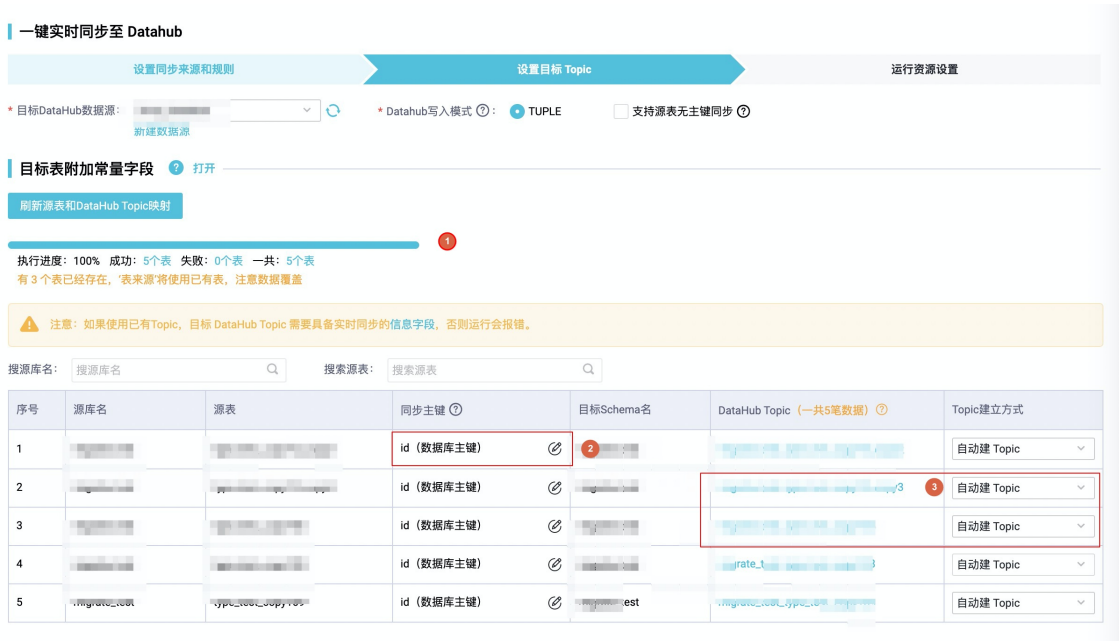 一键实时同步至 Datahub
设置同步来源和规则 设置目标 Topic 运行资源设置
* 目标DataHub数据源: * Datahub写入模式 ? : TUPLE 支持源表无主键同步 ?
新建数据源
目标表附加常量字段 ? 打开
刷新源表和DataHub Topic映射
1
执行进度: 100% 成功: 5个表 失败: 0个表 一共: 5个表
有 3 个表已经存在, '表来源'将使用已有表, 注意数据覆盖
注意: 如果使用已有Topic, 目标 DataHub Topic 需要具备实时同步的信息字段, 否则运行会报错。
搜源库名: 搜源库名 搜索源表: 搜索源表
序号 源库名 源表 同步主键 ? 目标Schema名 DataHub Topic (一共5笔数据) ? Topic建立方式
1 id (数据库主键) 2 自动建 Topic
2 id (数据库主键) 3 自动建 Topic
3 id (数据库主键) 自动建 Topic
4 id (数据库主键) 自动建 Topic
5 id (数据库主键) 自动建 Topic